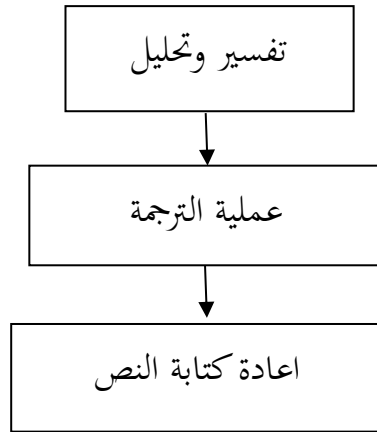 تفسير وتحليل
عملية الترجمة
اعادة كتابة النص